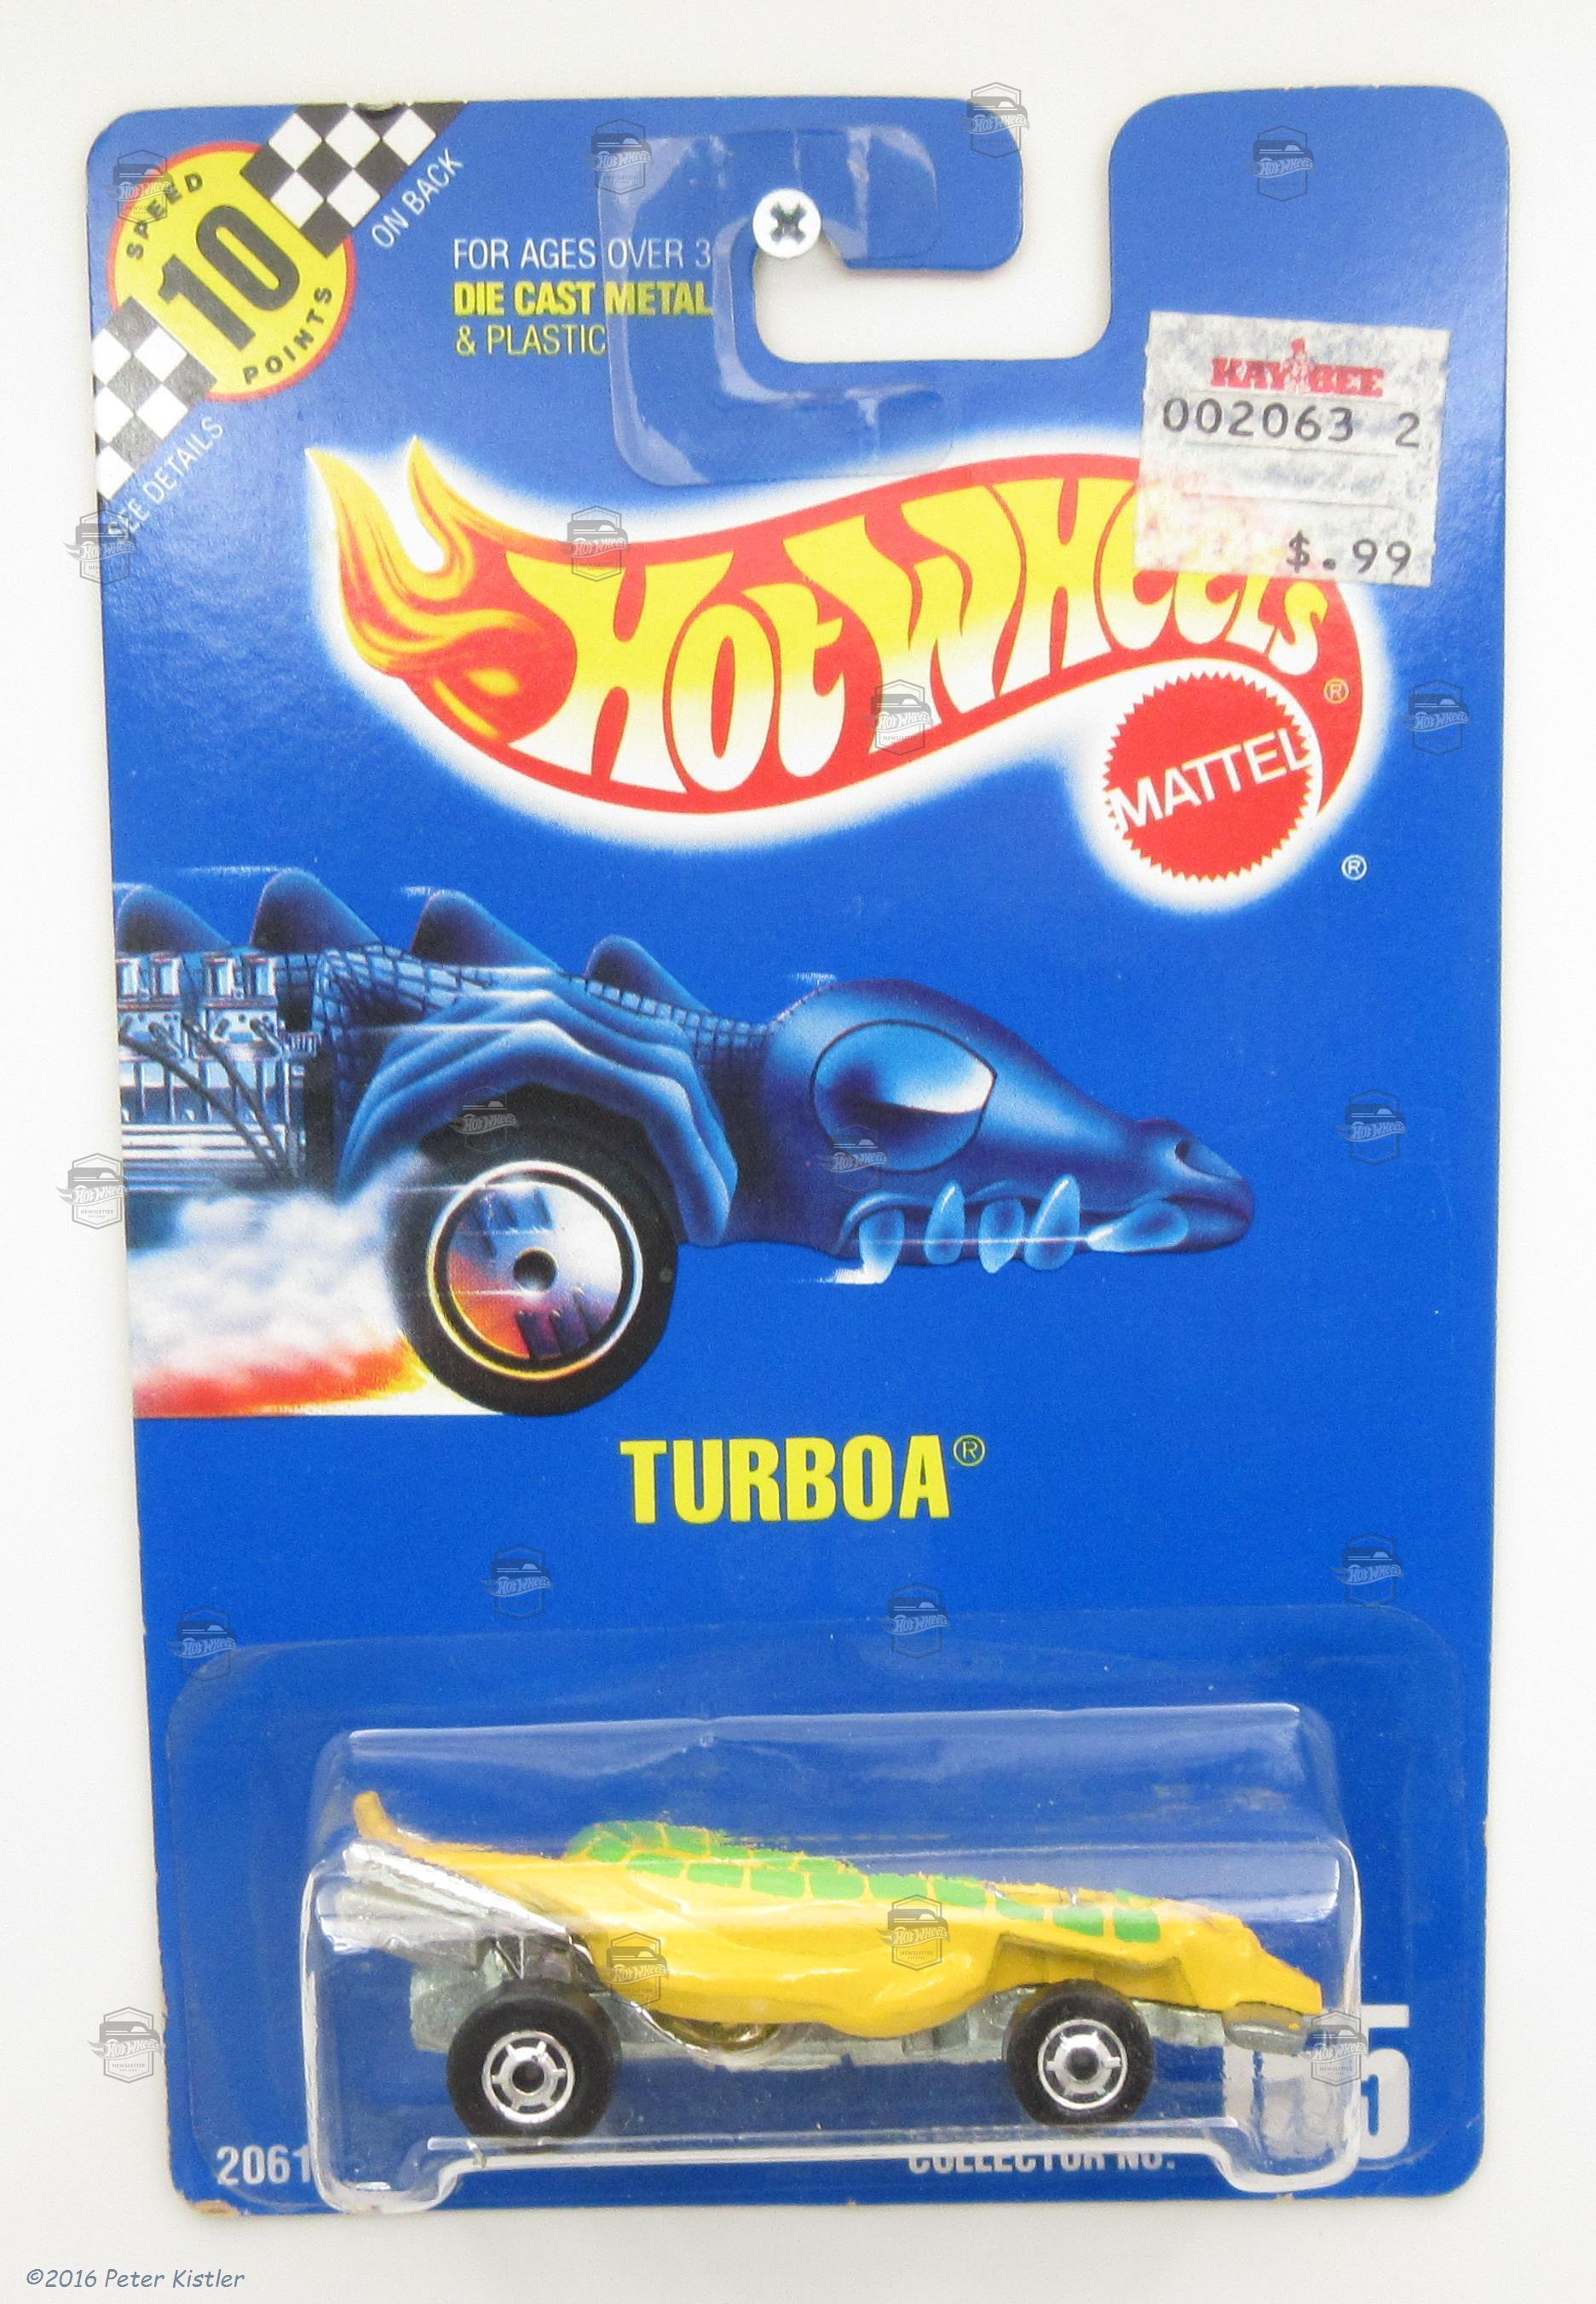 SPEED
10
POINTS
ON BACK
SEE DETAILS
FOR AGES OVER 3
DIE CAST METAL
& PLASTIC
KAY BEE
002063 2
$.99
HOT WHEELS
®
MATTEL
®
TURBOA®
2061
COLLECTOR NO.
5
©2016 Peter Kistler